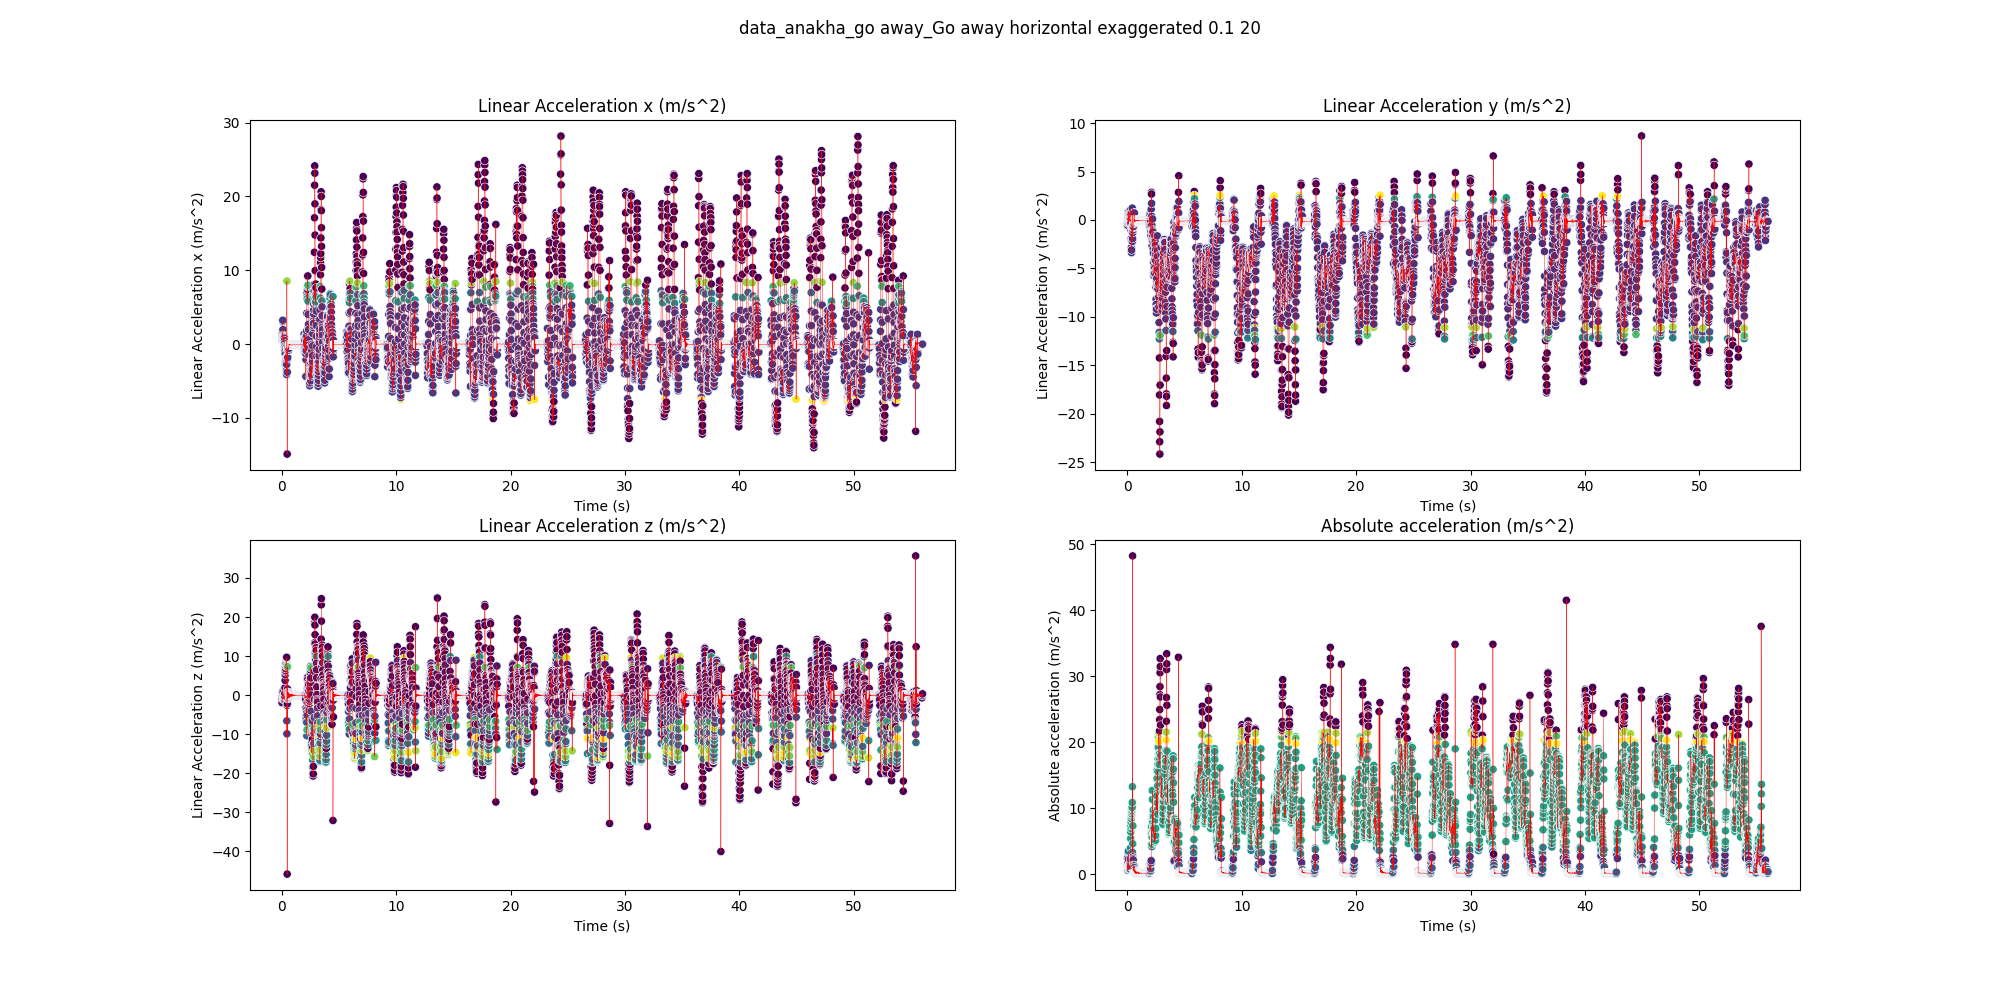 data_anakha_go away_Go away horizontal exaggerated 0.1 20
Linear Acceleration x (m/s^2)
Linear Acceleration x (m/s^2)
30
20
10
0
−10
0 10 20 30 40 50
Time (s)
Linear Acceleration y (m/s^2)
Linear Acceleration y (m/s^2)
10
5
0
−5
−10
−15
−20
−25
0 10 20 30 40 50
Time (s)
Linear Acceleration z (m/s^2)
Linear Acceleration z (m/s^2)
30
20
10
0
−10
−20
−30
−40
0 10 20 30 40 50
Time (s)
Absolute acceleration (m/s^2)
Absolute acceleration (m/s^2)
50
40
30
20
10
0
0 10 20 30 40 50
Time (s)